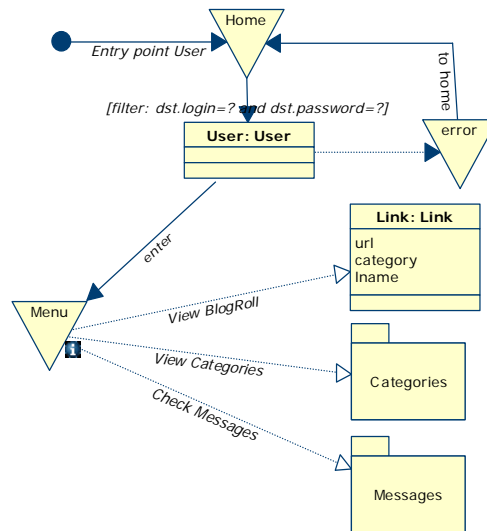 Home
Entry point User
to home
[filter: dst.login=? and dst.password=?]
User: User
error
enter
Link: Link
url
category
lname
Menu
View BlogRoll
i
View Categories
Categories
Check Messages
Messages